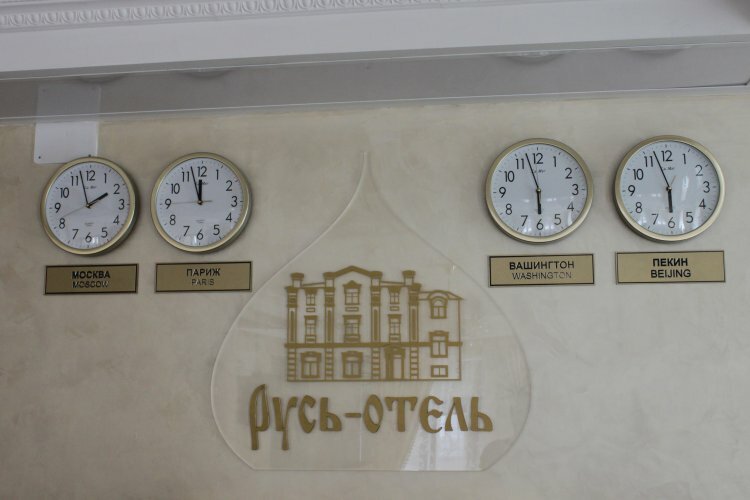 МОСКВА
MOSCOW
ПАРИЖ
PARIS
ВАШИНГТОН
WASHINGTON
ПЕКИН
BEIJING
РУСЬ-ОТЕЛЬ